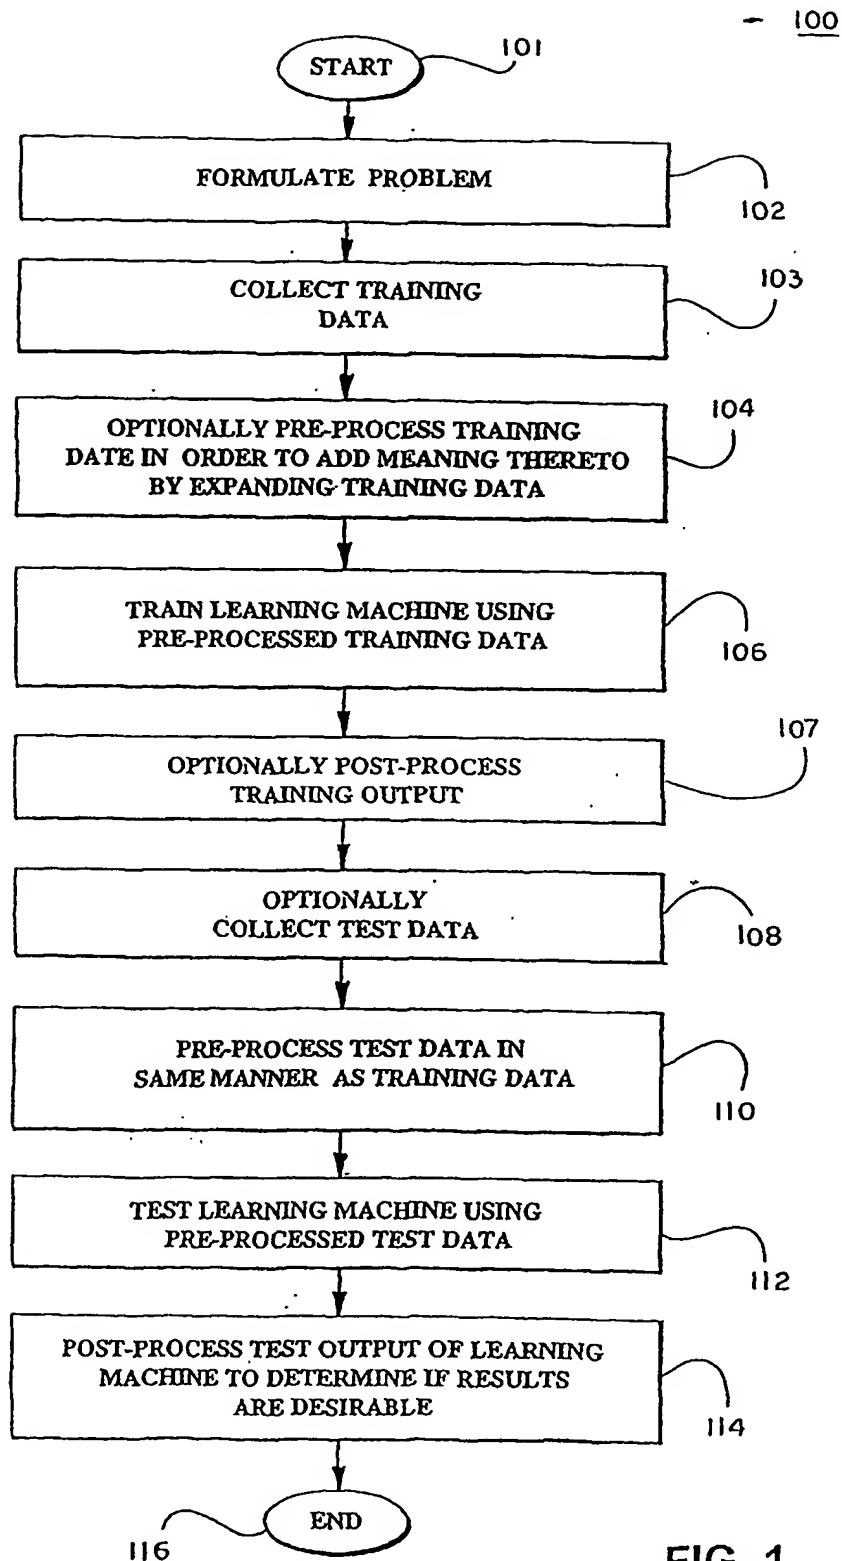 100
START
101
FORMULATE PROBLEM
102
COLLECT TRAINING
DATA
103
OPTIONALLY PRE-PROCESS TRAINING
DATE IN ORDER TO ADD MEANING THERETO
BY EXPANDING TRAINING DATA
104
TRAIN LEARNING MACHINE USING
PRE-PROCESSED TRAINING DATA
106
OPTIONALLY POST-PROCESS
TRAINING OUTPUT
107
OPTIONALLY
COLLECT TEST DATA
108
PRE-PROCESS TEST DATA IN
SAME MANNER AS TRAINING DATA
110
TEST LEARNING MACHINE USING
PRE-PROCESSED TEST DATA
112
POST-PROCESS TEST OUTPUT OF LEARNING
MACHINE TO DETERMINE IF RESULTS
ARE DESIRABLE
114
END
116
FIG. 1